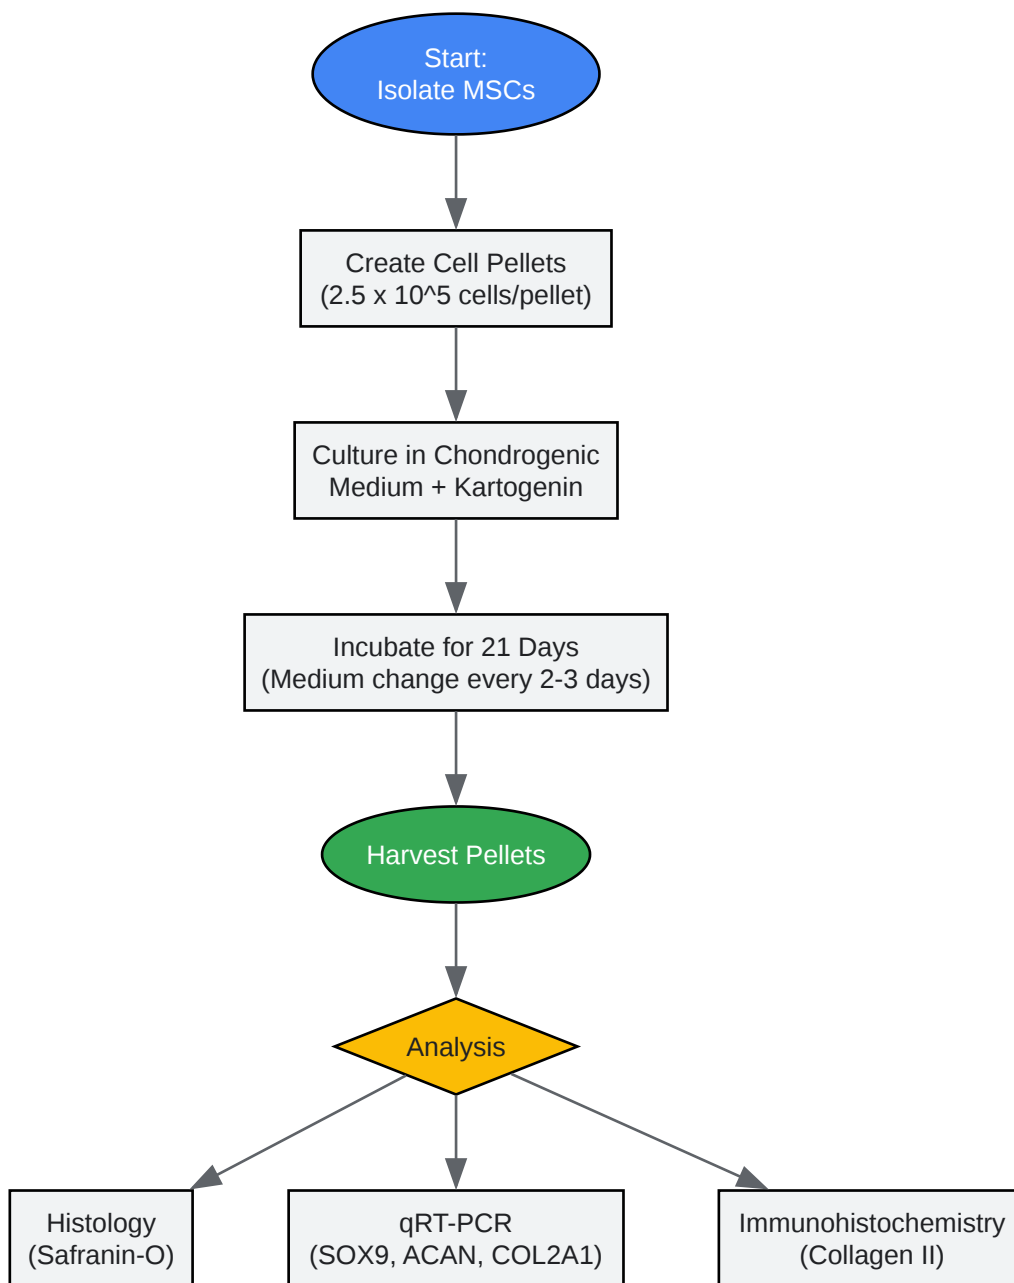 Start:
Isolate MSCs
Create Cell Pellets
(2.5 x 10^5 cells/pellet)
Culture in Chondrogenic
Medium + Kartogenin
Incubate for 21 Days
(Medium change every 2-3 days)
Harvest Pellets
Analysis
Histology
(Safranin-O)
qRT-PCR
(SOX9, ACAN, COL2A1)
Immunohistochemistry
(Collagen II)